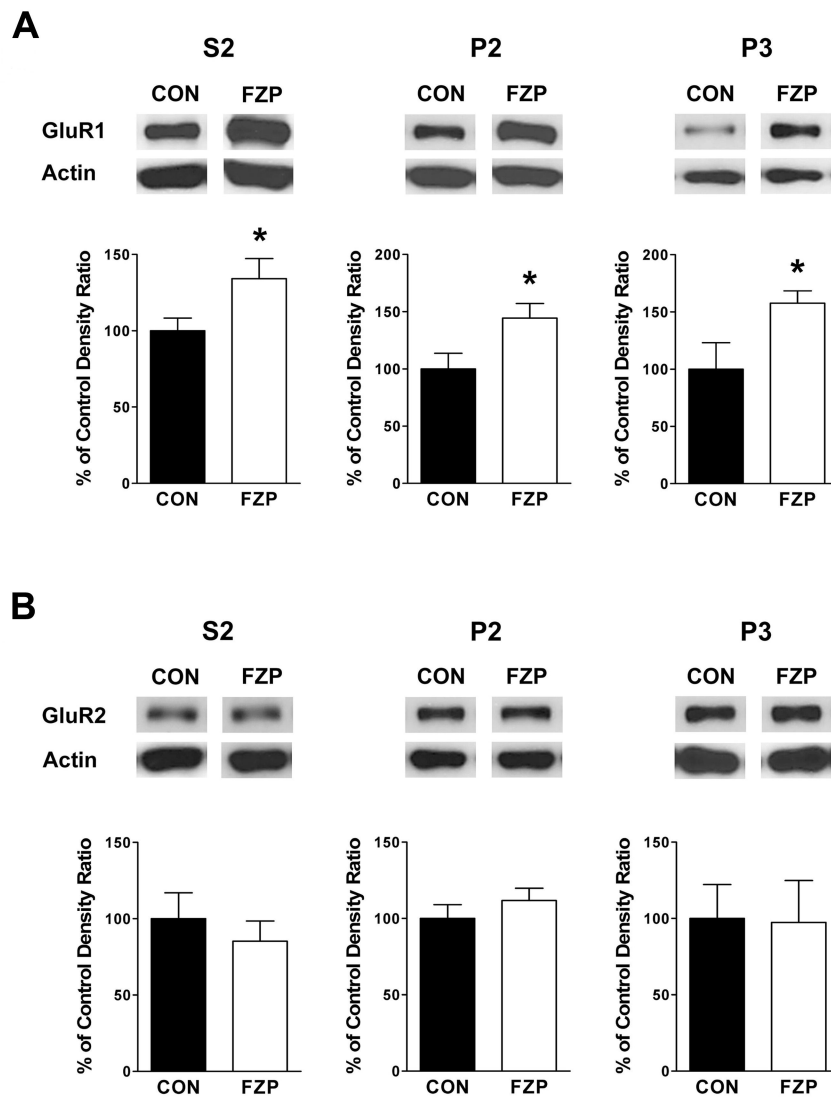 A
S2 P2 P3
CON FZP CON FZP CON FZP
GluR1
Actin
% of Control Density Ratio
150
100
50
0
*
CON FZP
% of Control Density Ratio
200
150
100
50
0
*
CON FZP
% of Control Density Ratio
200
150
100
50
0
*
CON FZP
B
S2 P2 P3
CON FZP CON FZP CON FZP
GluR2
Actin
% of Control Density Ratio
150
100
50
0
CON FZP
% of Control Density Ratio
150
100
50
0
CON FZP
% of Control Density Ratio
150
100
50
0
CON FZP